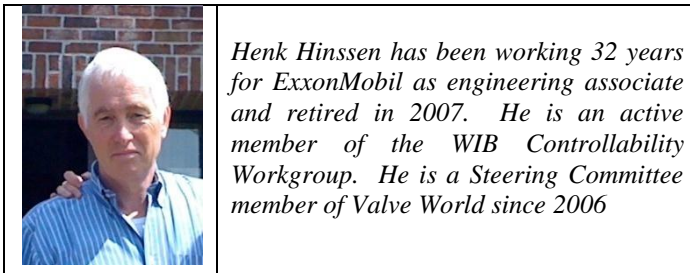 Henk Hinssen has been working 32 years
for ExxonMobil as engineering associate
and retired in 2007. He is an active
member of the WIB Controllability
Workgroup. He is a Steering Committee
member of Valve World since 2006